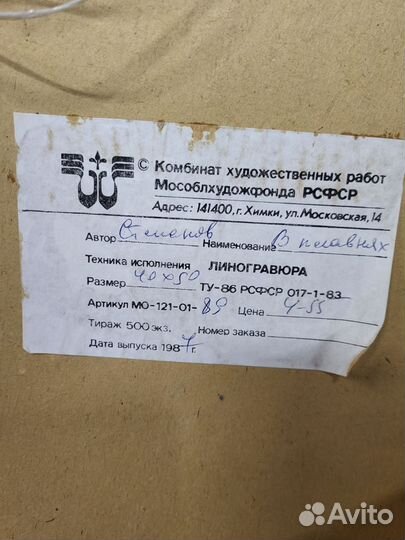 © Комбинат художественных работ
Мособлхудожфонда РСФСР
Адрес: 141400, г. Химки, ул. Московская, 14
Автор Степанов Наименование В плавнях
Техника исполнения ЛИНОГРАВЮРА
Размер 40×50 ТУ-86 РСФСР 017-1-83
Артикул МО-121-01-89 Цена 4-55
Тираж 500 экз. Номер заказа
Дата выпуска 1987 г.
Avito